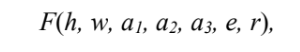 F(h, w, a₁, a₂, a₃, e, r),